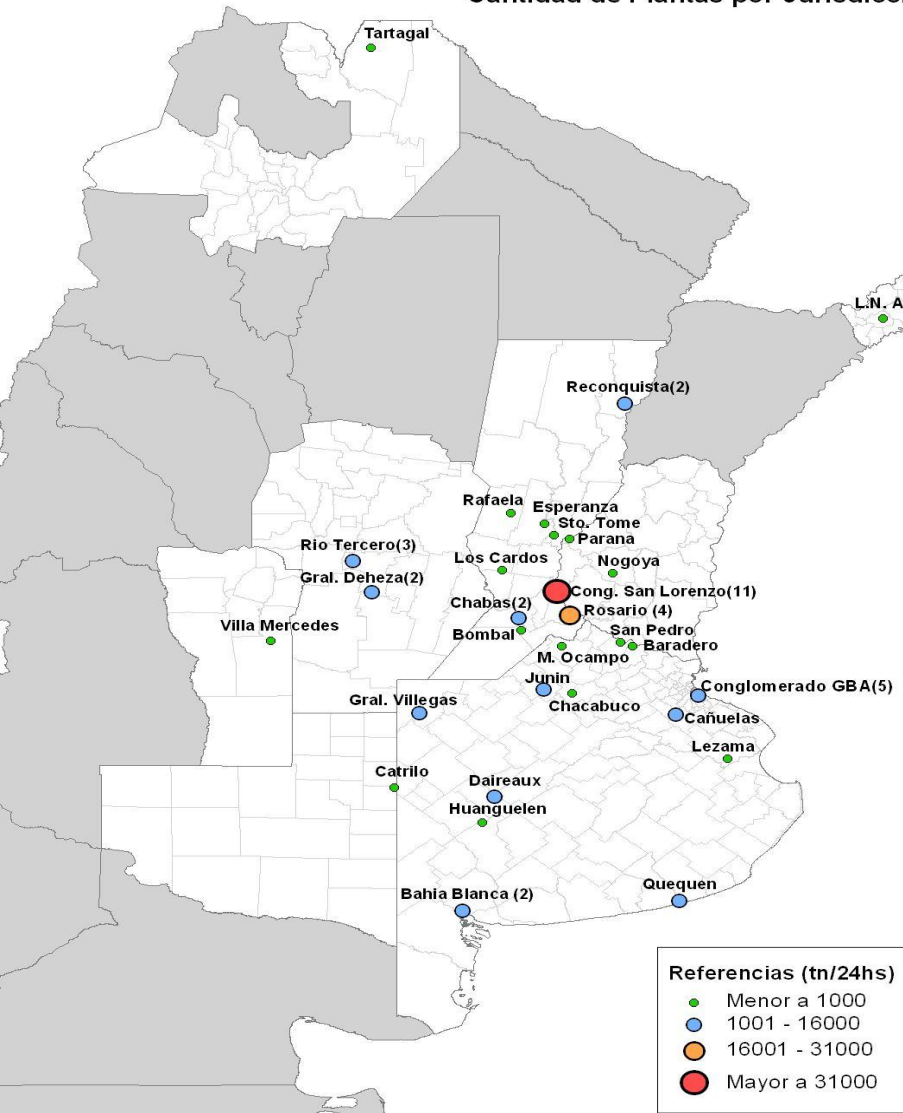 Tartagal
Reconquista(2)
Rafaela
Esperanza
Sto. Tome
Parana
Rio Tercero(3)
Los Cardos
Nogoya
Gral. Deheza(2)
Cong. San Lorenzo(11)
Chabas(2)
Rosario (4)
Villa Mercedes
Bombal
San Pedro
Baradero
M. Ocampo
Junin
Conglomerado GBA(5)
Gral. Villegas
Chacabuco
Cañuelas
Lezama
Catrilo
Daireaux
Huanguelen
Quequen
Bahia Blanca (2)
Referencias (tn/24hs)
Menor a 1000
1001 - 16000
16001 - 31000
Mayor a 31000